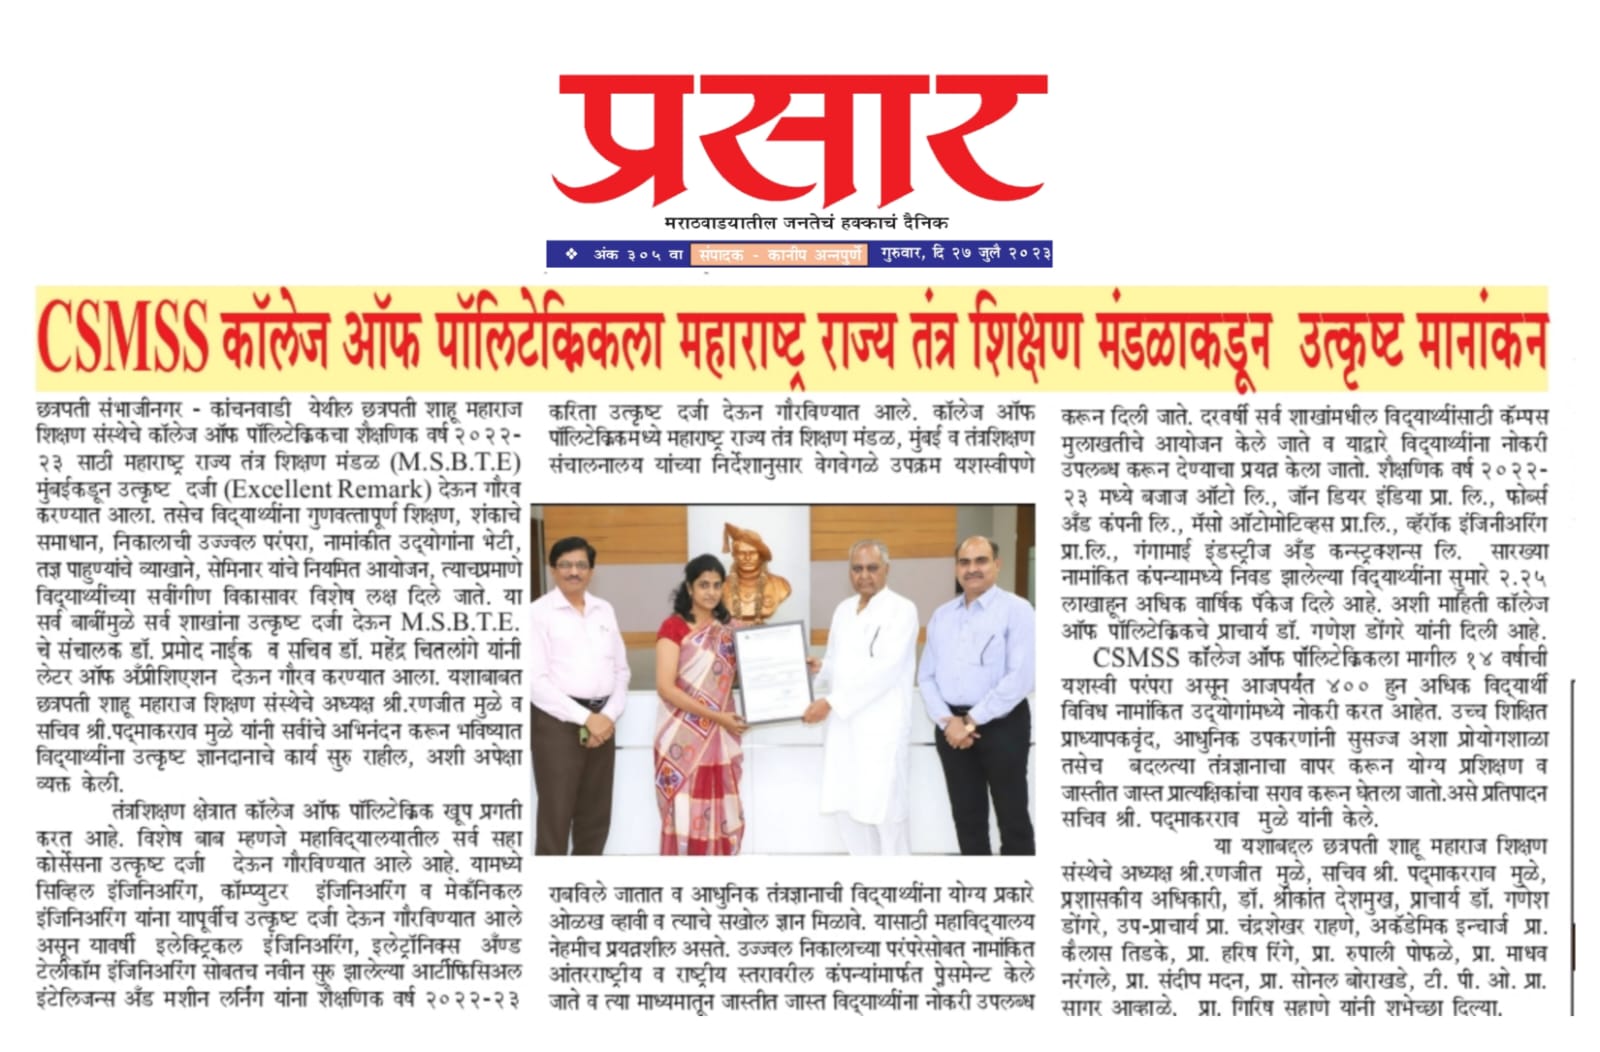 प्रसार
मराठवाडयातील जनतेचं हक्काचं दैनिक
❖ अंक ३०५ वा संपादक - कानीप अन्नपुर्णे गुरुवार, दि २७ जुलै २०२३
CSMSS कॉलेज ऑफ पॉलिटेक्निकला महाराष्ट्र राज्य तंत्र शिक्षण मंडळाकडून उत्कृष्ट मानांकन
छत्रपती संभाजीनगर - कांचनवाडी येथील छत्रपती शाहू महाराज
शिक्षण संस्थेचे कॉलेज ऑफ पॉलिटेक्निकचा शैक्षणिक वर्ष २०२२-
२३ साठी महाराष्ट्र राज्य तंत्र शिक्षण मंडळ (M.S.B.T.E)
मुंबईकडून उत्कृष्ट दर्जा (Excellent Remark) देऊन गौरव
करण्यात आला. तसेच विद्यार्थ्यांना गुणवत्तापूर्ण शिक्षण, शंकाचे
समाधान, निकालाची उज्ज्वल परंपरा, नामांकीत उद्योगांना भेटी,
तज्ञ पाहुण्यांचे व्याख्याने, सेमिनार यांचे नियमित आयोजन, त्याचप्रमाणे
विद्यार्थ्यांच्या सर्वांगीण विकासावर विशेष लक्ष दिले जाते. या
सर्व बाबींमुळे सर्व शाखांना उत्कृष्ट दर्जा देऊन M.S.B.T.E.
चे संचालक डॉ. प्रमोद नाईक व सचिव डॉ. महेंद्र चितलांगे यांनी
लेटर ऑफ अँप्रीशिएशन देऊन गौरव करण्यात आला. यशाबाबत
छत्रपती शाहू महाराज शिक्षण संस्थेचे अध्यक्ष श्री.रणजीत मुळे व
सचिव श्री.पद्माकरराव मुळे यांनी सर्वांचे अभिनंदन करून भविष्यात
विद्यार्थ्यांना उत्कृष्ट ज्ञानदानाचे कार्य सुरु राहील, अशी अपेक्षा
व्यक्त केली.
तंत्रशिक्षण क्षेत्रात कॉलेज ऑफ पॉलिटेक्निक खूप प्रगती
करत आहे. विशेष बाब म्हणजे महाविद्यालयातील सर्व सहा
कोर्सेसना उत्कृष्ट दर्जा देऊन गौरविण्यात आले आहे. यामध्ये
सिव्हिल इंजिनिअरिंग, कॉम्प्युटर इंजिनिअरिंग व मेकॅनिकल
इंजिनिअरिंग यांना यापूर्वीच उत्कृष्ट दर्जा देऊन गौरविण्यात आले
असून यावर्षी इलेक्ट्रिकल इंजिनिअरिंग, इलेट्रॉनिक्स अँण्ड
टेलीकॉम इंजिनिअरिंग सोबतच नवीन सुरु झालेल्या आर्टीफिसिअल
इंटेलिजन्स अँड मशीन लर्निंग यांना शैक्षणिक वर्ष २०२२-२३
करिता उत्कृष्ट दर्जा देऊन गौरविण्यात आले. कॉलेज ऑफ
पॉलिटेक्निकमध्ये महाराष्ट्र राज्य तंत्र शिक्षण मंडळ, मुंबई व तंत्रशिक्षण
संचालनालय यांच्या निर्देशानुसार वेगवेगळे उपक्रम यशस्वीपणे
राबविले जातात व आधुनिक तंत्रज्ञानाची विद्यार्थ्यांना योग्य प्रकारे
ओळख व्हावी व त्याचे सखोल ज्ञान मिळावे. यासाठी महाविद्यालय
नेहमीच प्रयत्नशील असते. उज्ज्वल निकालाच्या परंपरेसोबत नामांकित
आंतरराष्ट्रीय व राष्ट्रीय स्तरावरील कंपन्यांमार्फत प्लेसमेन्ट केले
जाते व त्या माध्यमातून जास्तीत जास्त विद्यार्थ्यांना नोकरी उपलब्ध
करून दिली जाते. दरवर्षी सर्व शाखांमधील विद्यार्थ्यांसाठी कॅम्पस
मुलाखतीचे आयोजन केले जाते व याद्वारे विद्यार्थ्यांना नोकरी
उपलब्ध करून देण्याचा प्रयत्न केला जातो. शैक्षणिक वर्ष २०२२-
२३ मध्ये बजाज ऑटो लि., जॉन डियर इंडिया प्रा. लि., फोर्ब्स
अँड कंपनी लि., मॅसो ऑटोमोटिव्हस प्रा.लि., व्हॅरॉक इंजिनीअरिंग
प्रा.लि., गंगामाई इंडस्ट्रीज अँड कन्स्ट्रक्शन्स लि. सारख्या
नामांकित कंपन्यामध्ये निवड झालेल्या विद्यार्थ्यांना सुमारे २.२५
लाखाहून अधिक वार्षिक पॅकेज दिले आहे. अशी माहिती कॉलेज
ऑफ पॉलिटेक्निकचे प्राचार्य डॉ. गणेश डोंगरे यांनी दिली आहे.
CSMSS कॉलेज ऑफ पॉलिटेक्निकला मागील १४ वर्षाची
यशस्वी परंपरा असून आजपर्यंत ४०० हुन अधिक विद्यार्थी
विविध नामांकित उद्योगांमध्ये नोकरी करत आहेत. उच्च शिक्षित
प्राध्यापकवृंद, आधुनिक उपकरणांनी सुसज्ज अशा प्रोयोगशाळा
तसेच बदलत्या तंत्रज्ञानाचा वापर करून योग्य प्रशिक्षण व
जास्तीत जास्त प्रात्यक्षिकांचा सराव करून घेतला जातो.असे प्रतिपादन
सचिव श्री. पद्माकरराव मुळे यांनी केले.
या यशाबद्दल छत्रपती शाहू महाराज शिक्षण
संस्थेचे अध्यक्ष श्री.रणजीत मुळे, सचिव श्री. पद्माकरराव मुळे,
प्रशासकीय अधिकारी, डॉ. श्रीकांत देशमुख, प्राचार्य डॉ. गणेश
डोंगरे, उप-प्राचार्य प्रा. चंद्रशेखर राहणे, अकॅडेमिक इन्चार्ज प्रा.
कैलास तिडके, प्रा. हरिष रिंगे, प्रा. रुपाली पोफळे, प्रा. माधव
नरंगले, प्रा. संदीप मदन, प्रा. सोनल बोराखडे, टी. पी. ओ. प्रा.
सागर आव्हाळे, प्रा. गिरिष सहाणे यांनी शुभेच्छा दिल्या.